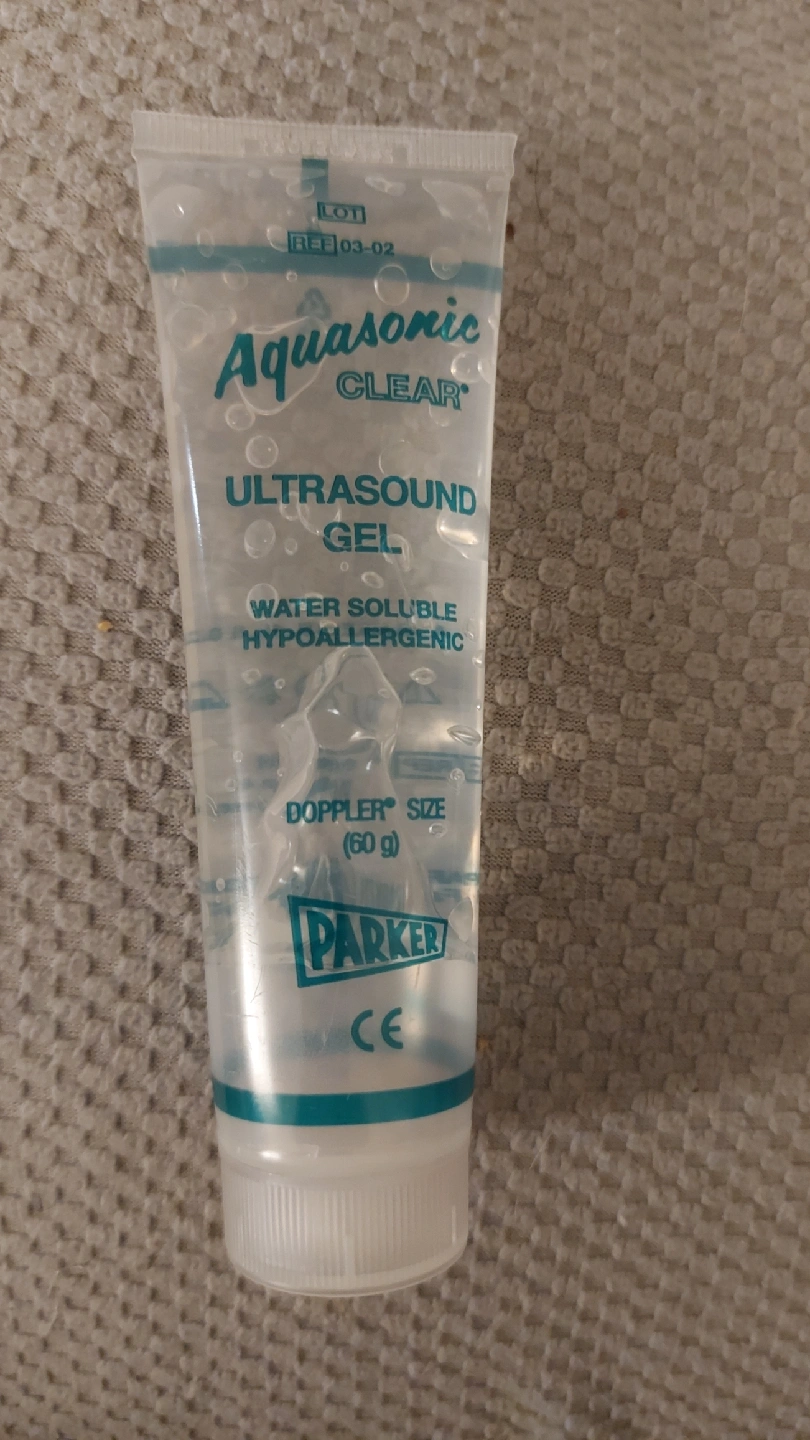 LOT
REF 03-02
Aquasonic
CLEAR®
ULTRASOUND
GEL
WATER SOLUBLE
HYPOALLERGENIC
DOPPLER® SIZE
(60 g)
PARKER
CE